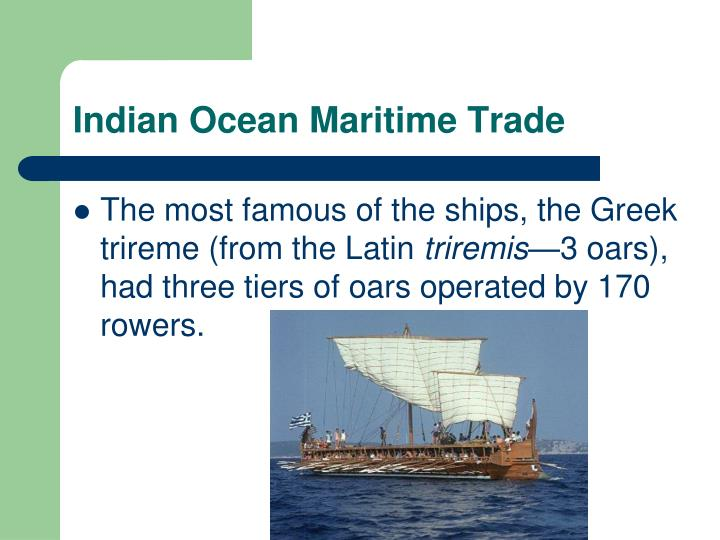 Indian Ocean Maritime Trade
The most famous of the ships, the Greek
trireme (from the Latin triremis—3 oars),
had three tiers of oars operated by 170
rowers.